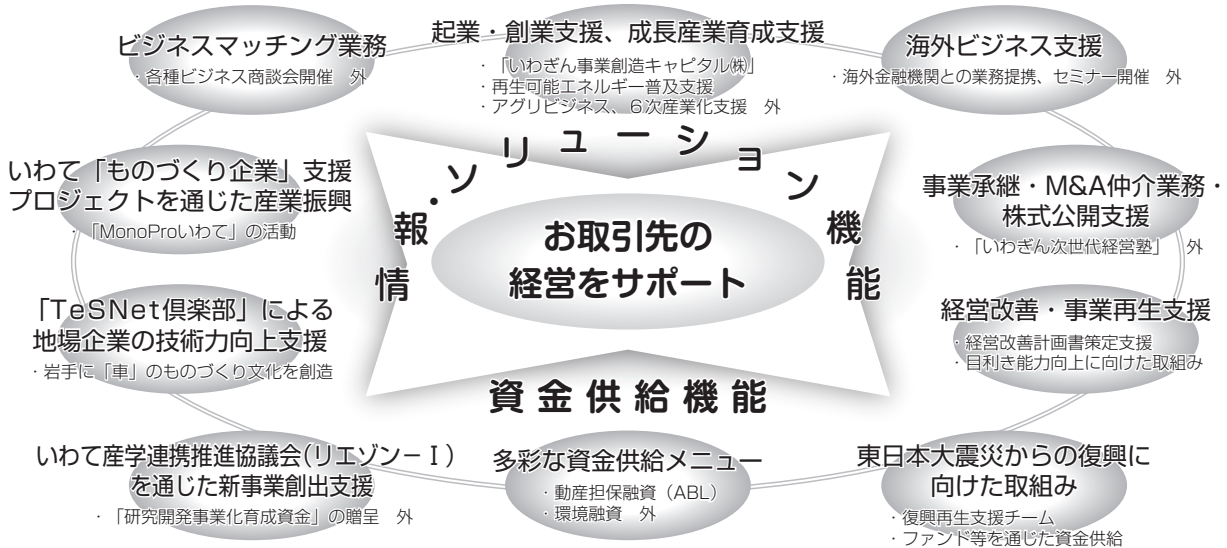 ビジネスマッチング業務
・各種ビジネス商談会開催　外
起業・創業支援、成長産業育成支援
・「いわぎん事業創造キャピタル㈱」
・再生可能エネルギー普及支援
・アグリビジネス、６次産業化支援　外
海外ビジネス支援
・海外金融機関との業務提携、セミナー開催　外
いわて「ものづくり企業」支援
プロジェクトを通じた産業振興
・「MonoProいわて」の活動
情報・ソリューション機能
お取引先の
経営をサポート
事業承継・M&A仲介業務・
株式公開支援
・「いわぎん次世代経営塾」　外
「TeSNet倶楽部」による
地場企業の技術力向上支援
・岩手に「車」のものづくり文化を創造
経営改善・事業再生支援
・経営改善計画書策定支援
・目利き能力向上に向けた取組み
資金供給機能
いわて産学連携推進協議会(リエゾン－Ｉ)
を通じた新事業創出支援
・「研究開発事業化育成資金」の贈呈　外
多彩な資金供給メニュー
・動産担保融資（ABL）
・環境融資　外
東日本大震災からの復興に
向けた取組み
・復興再生支援チーム
・ファンド等を通じた資金供給